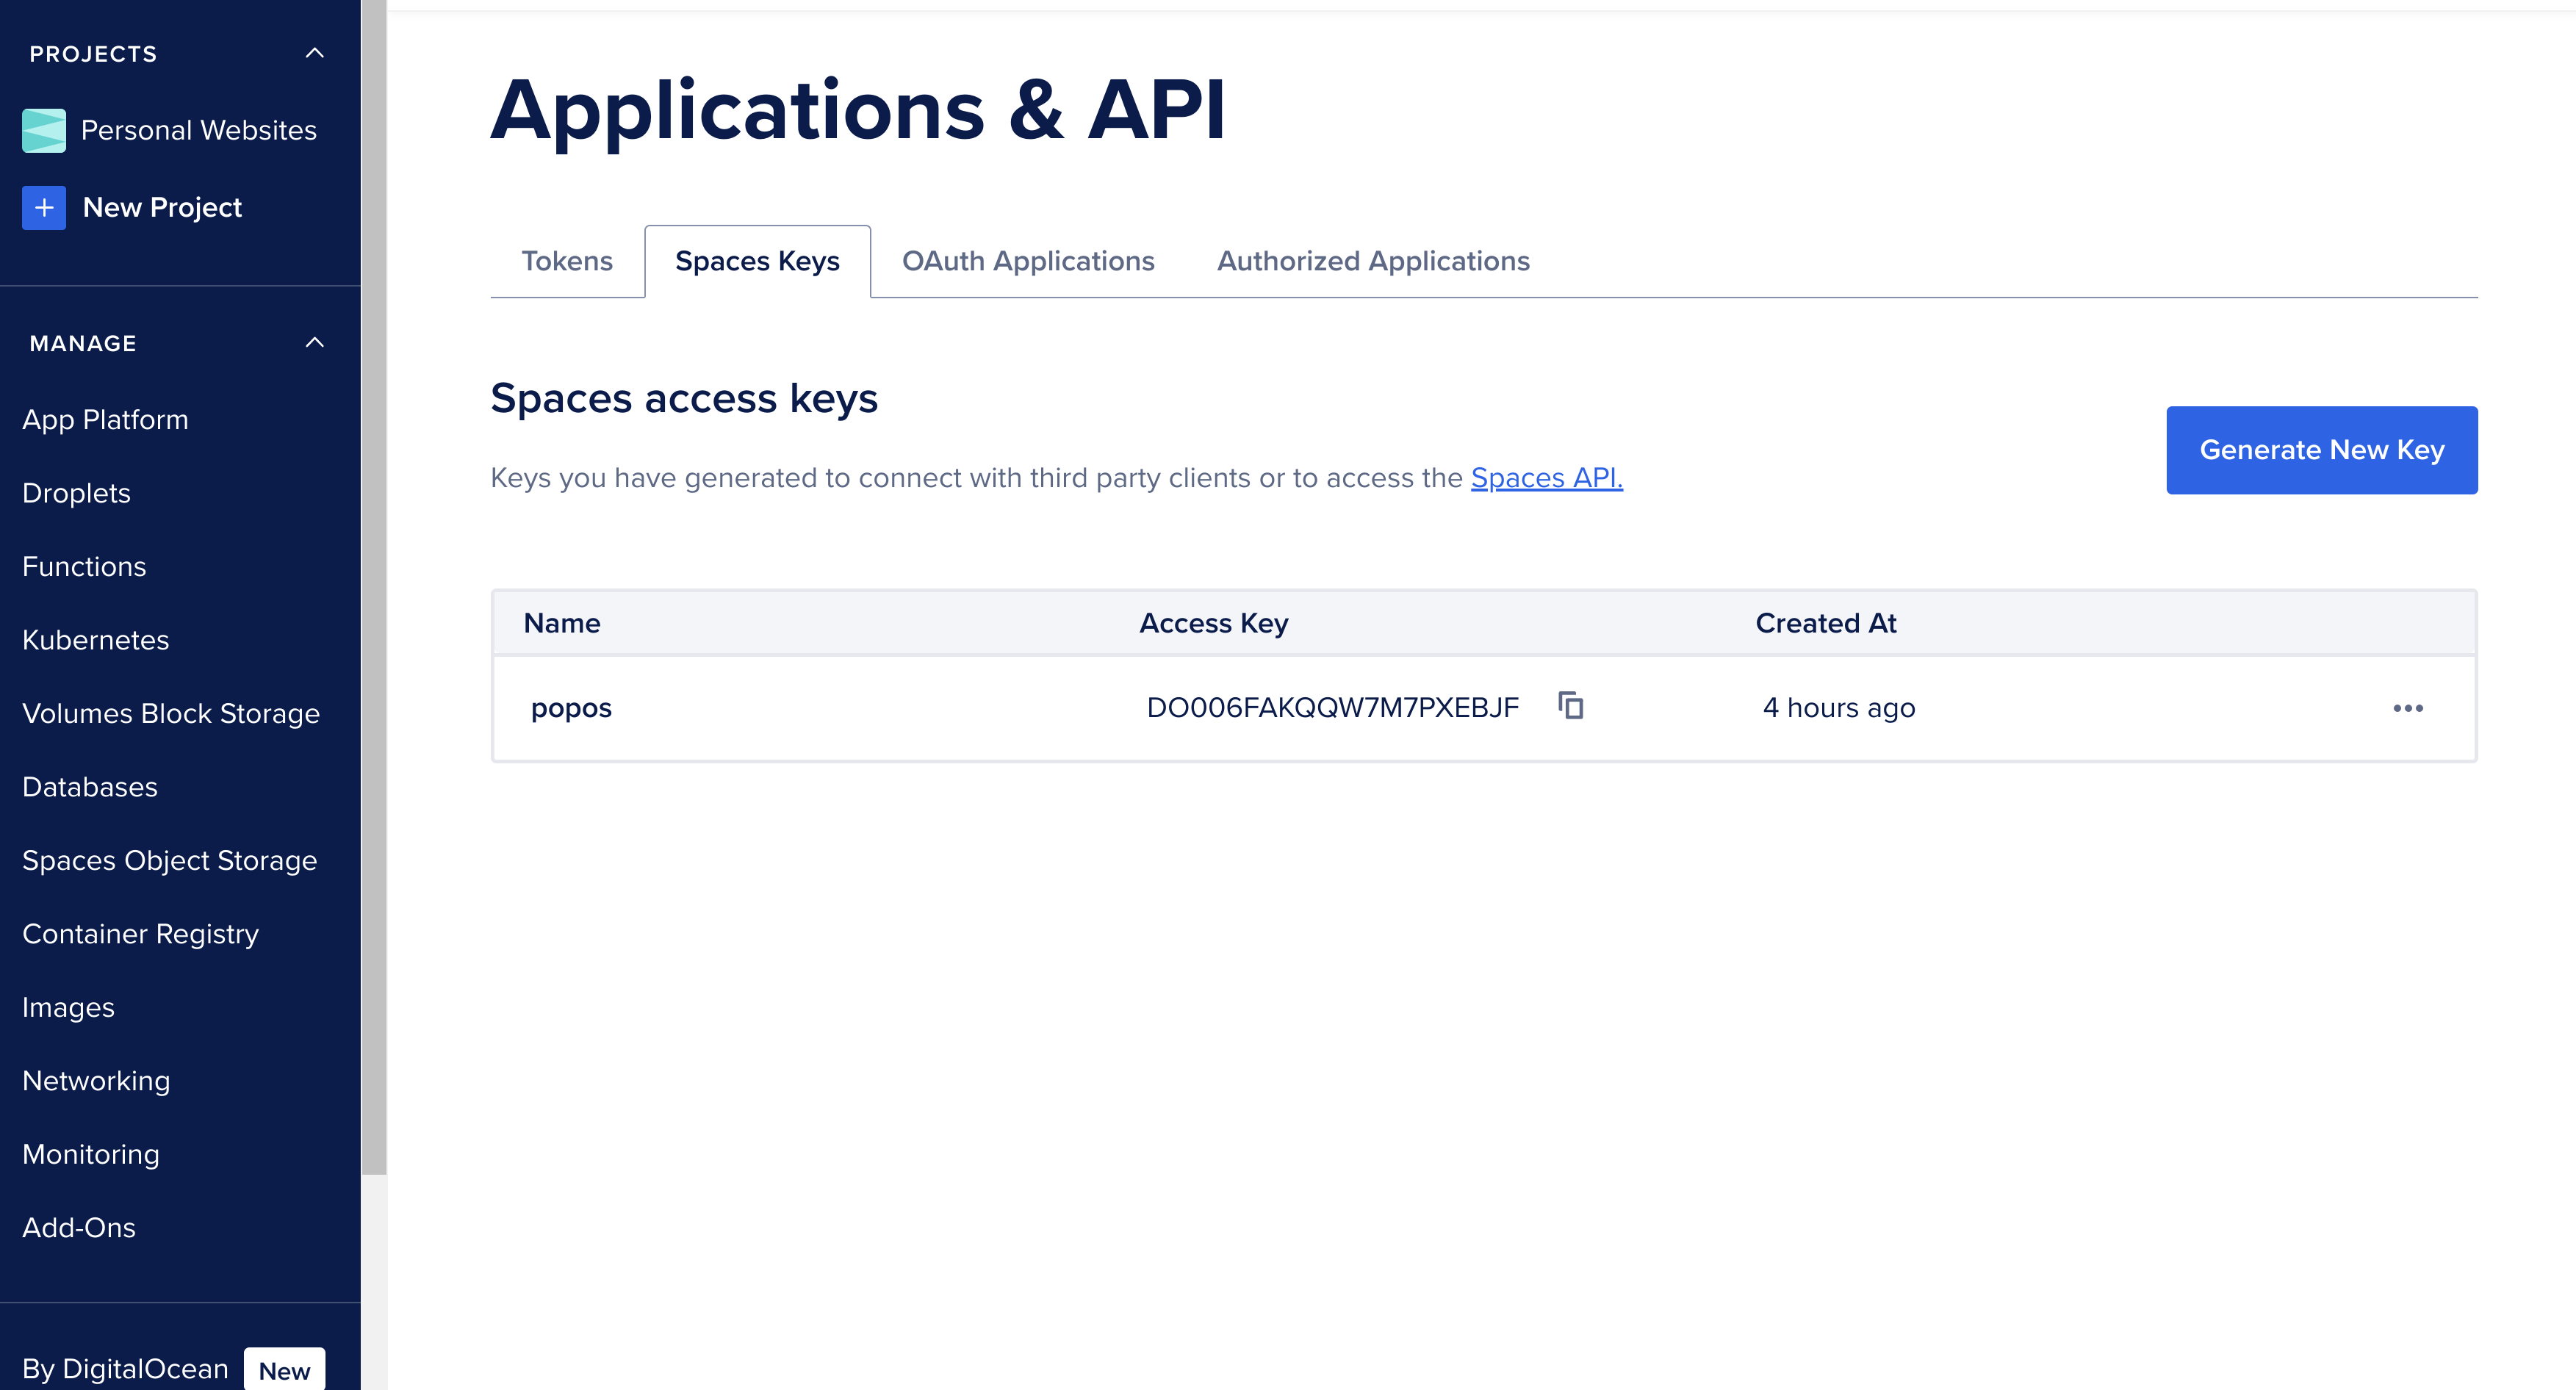 PROJECTS
Personal Websites
New Project
MANAGE
App Platform
Droplets
Functions
Kubernetes
Volumes Block Storage
Databases
Spaces Object Storage
Container Registry
Images
Networking
Monitoring
Add-Ons
By DigitalOcean New
Applications & API
Tokens Spaces Keys OAuth Applications Authorized Applications
Spaces access keys
Keys you have generated to connect with third party clients or to access the Spaces API.
Generate New Key
Name Access Key Created At
popos DO006FAKQQW7M7PXEBJF 4 hours ago